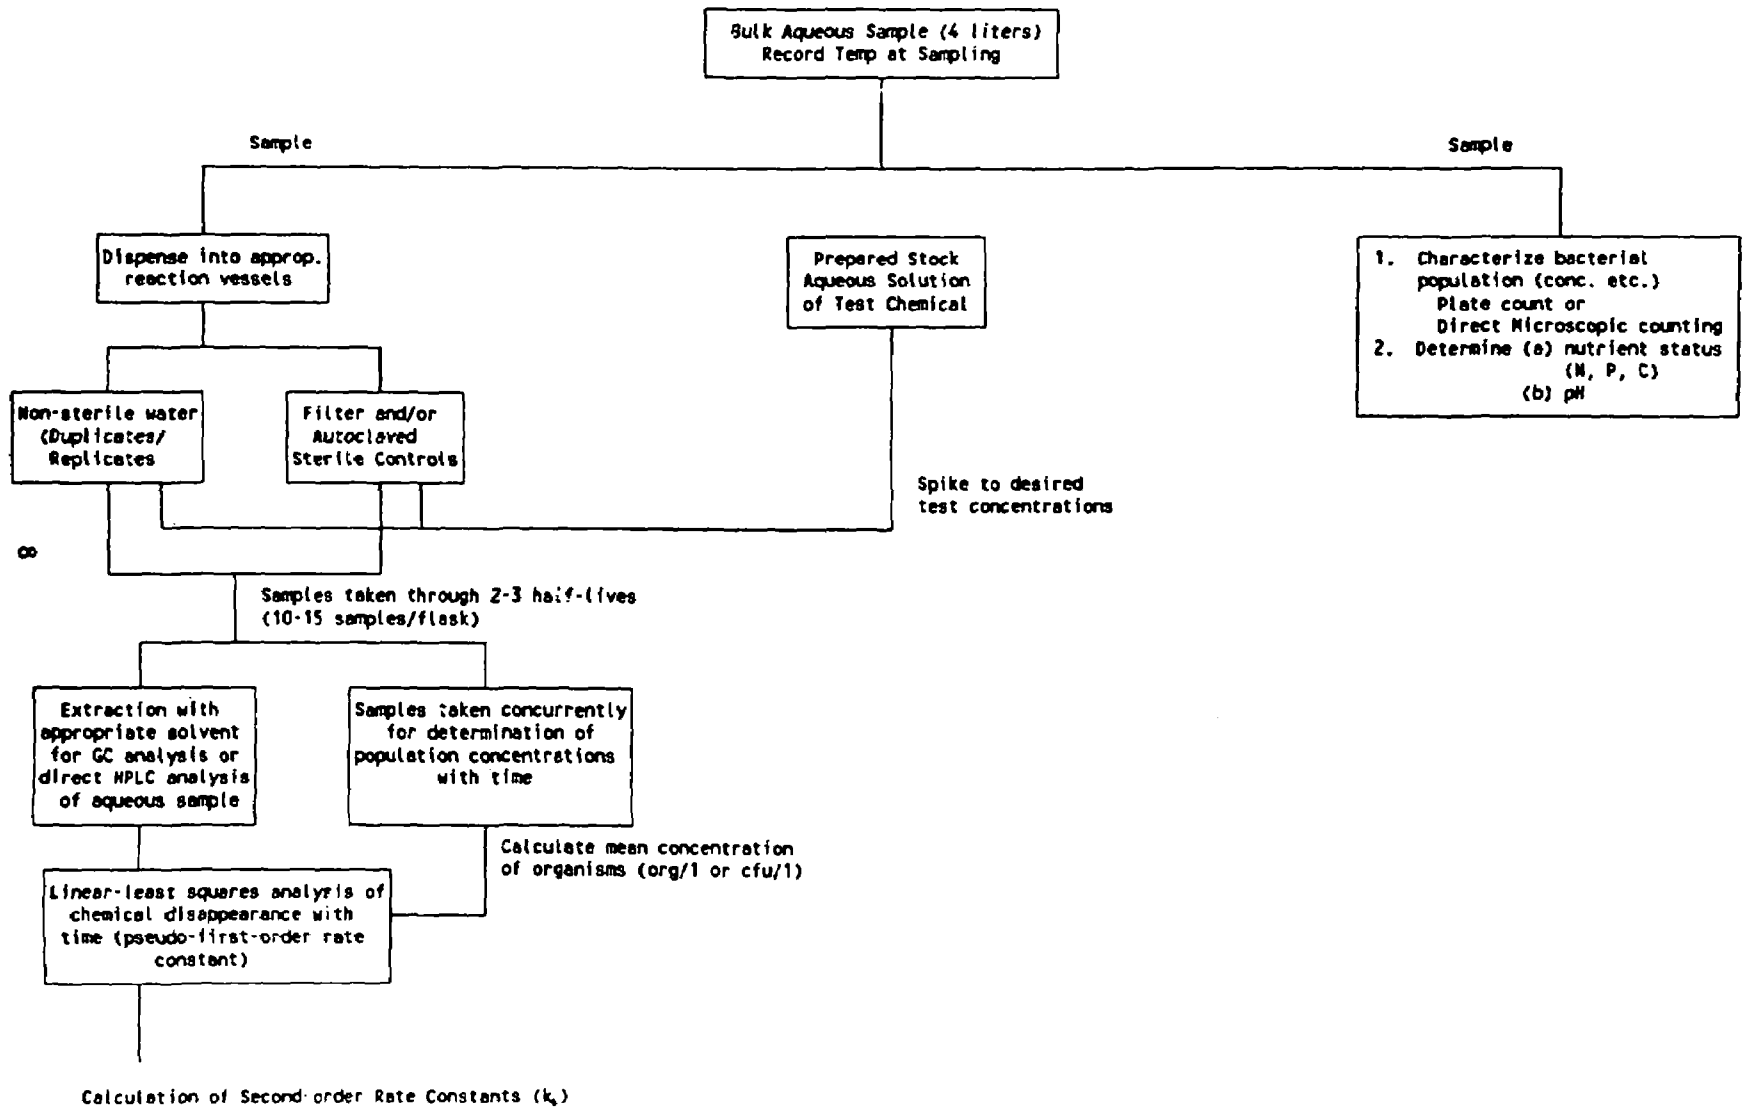 Bulk Aqueous Sample (4 liters)
Record Temp at Sampling
Sample
Sample
Dispense into approp.
reaction vessels
Prepared Stock
Aqueous Solution
of Test Chemical
1. Characterize bacterial
population (conc. etc.)
Plate count or
Direct Microscopic counting
2. Determine (a) nutrient status
(N, P, C)
(b) pH
Non-sterile water
(Duplicates/
Replicates
Filter and/or
Autoclaved
Sterile Controls
Spike to desired
test concentrations
8
Samples taken through 2-3 half-lives
(10-15 samples/flask)
Extraction with
appropriate solvent
for GC analysis or
direct HPLC analysis
of aqueous sample
Samples taken concurrently
for determination of
population concentrations
with time
Calculate mean concentration
of organisms (org/l or cfu/l)
Linear-least squares analysis of
chemical disappearance with
time (pseudo-first-order rate
constant)
Calculation of Second-order Rate Constants